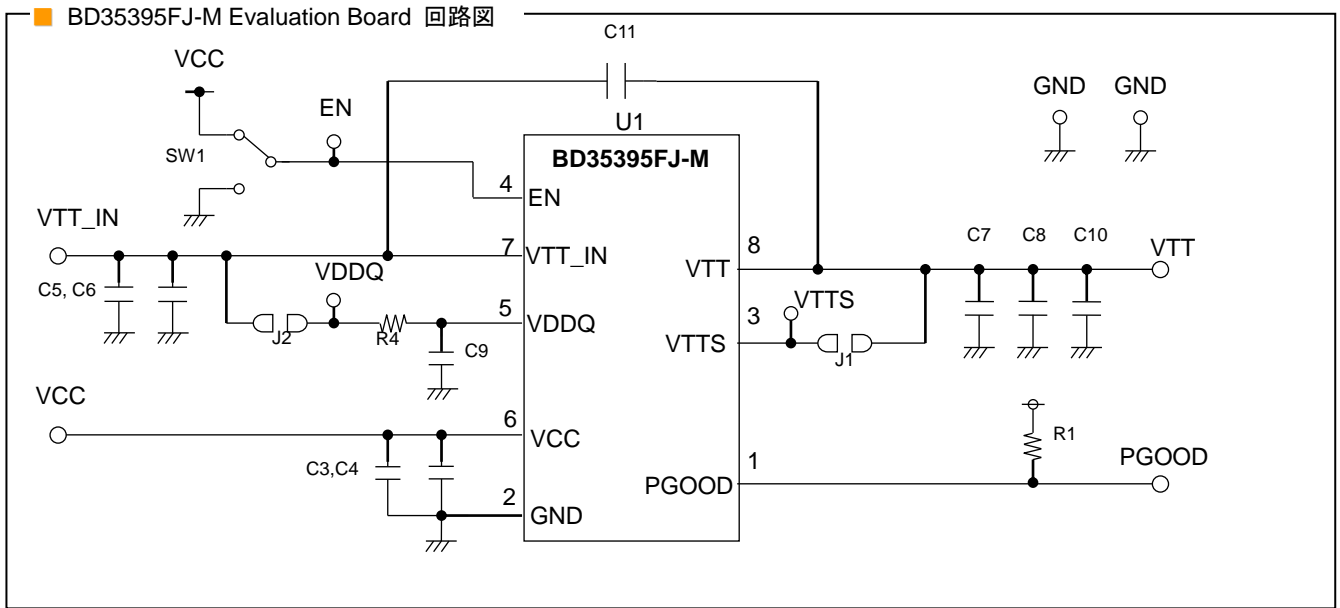 BD35395FJ-M Evaluation Board 回路図
C11
VCC
GND GND
EN
U1
BD35395FJ-M
SW1
4
EN
VTT_IN
7
VTT_IN
8
VTT
C7 C8 C10
VTT
VDDQ
C5, C6
5
VDDQ
J2
R4
C9
VTTS
3
VTTS
J1
VCC
6
VCC
C3,C4
R1
1
PGOOD
PGOOD
2
GND